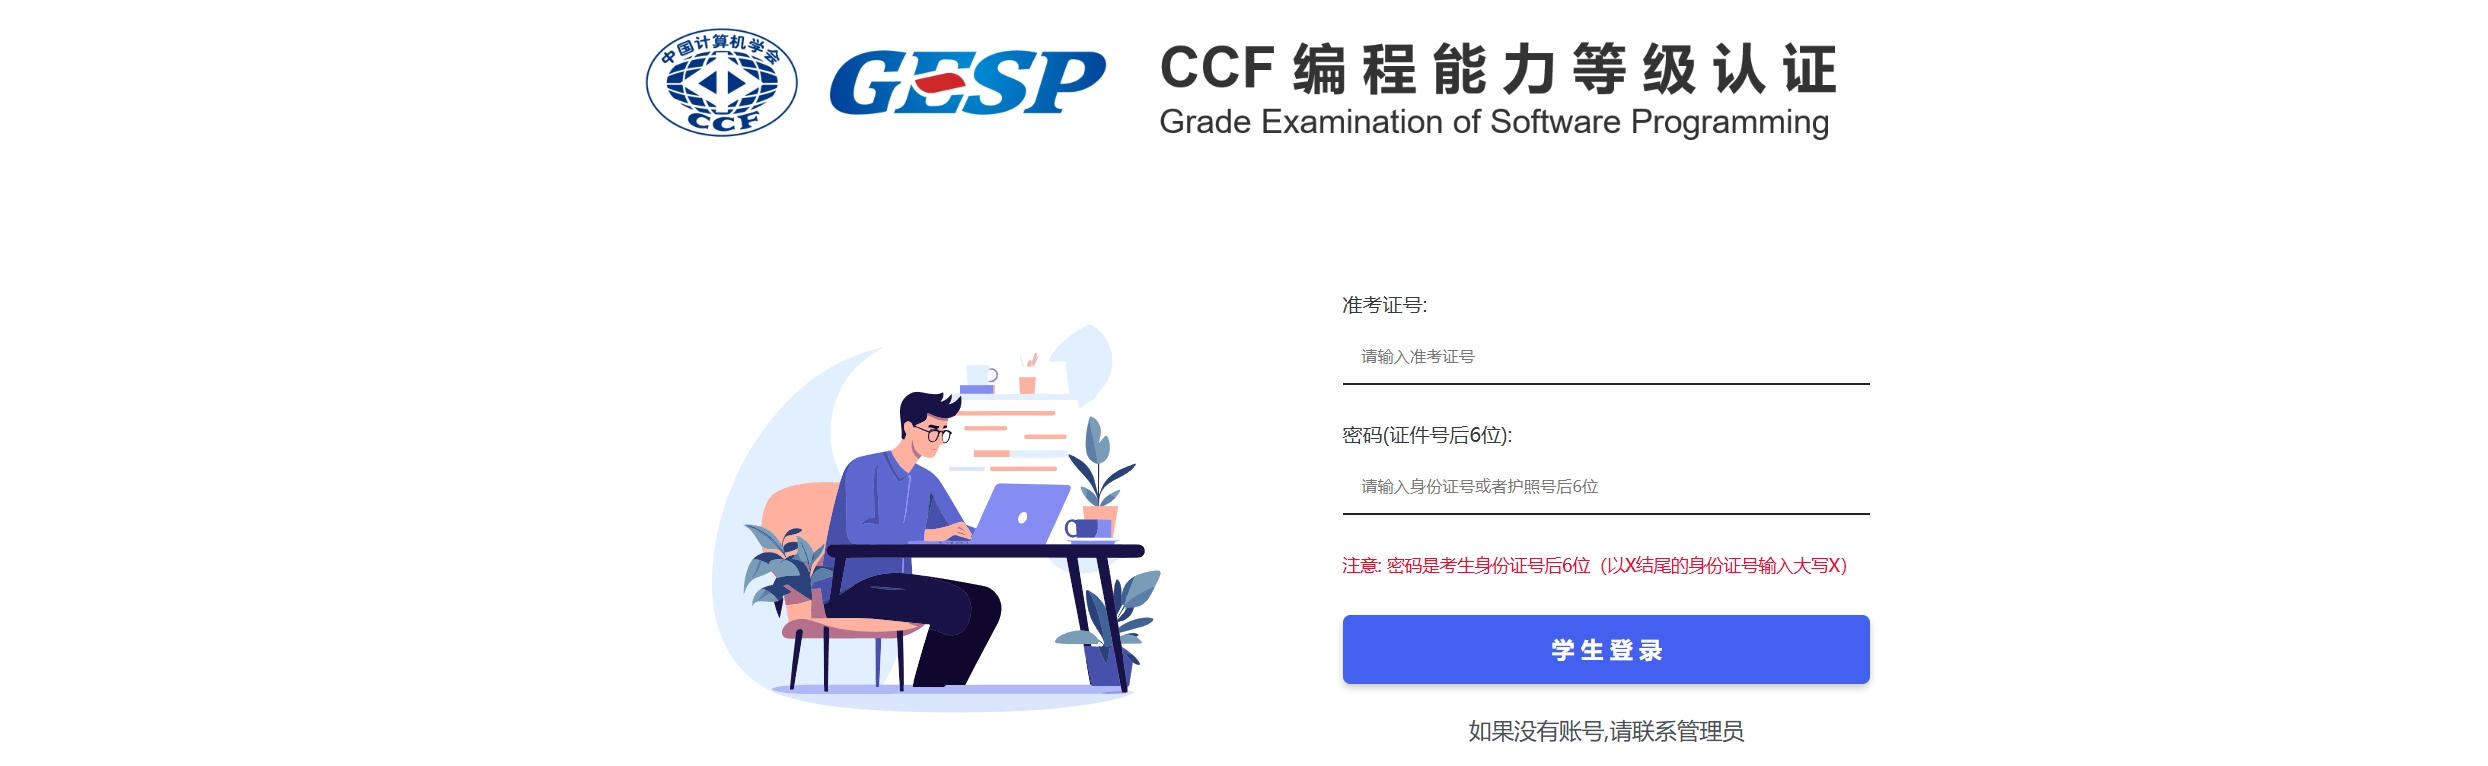 中国计算机学会
CCF
GESP
CCF 编程能力等级认证
Grade Examination of Software Programming
准考证号:
请输入准考证号
密码(证件号后6位):
请输入身份证号或者护照号后6位
注意: 密码是考生身份证号后6位（以X结尾的身份证号输入大写X）
学生登录
如果没有账号,请联系管理员